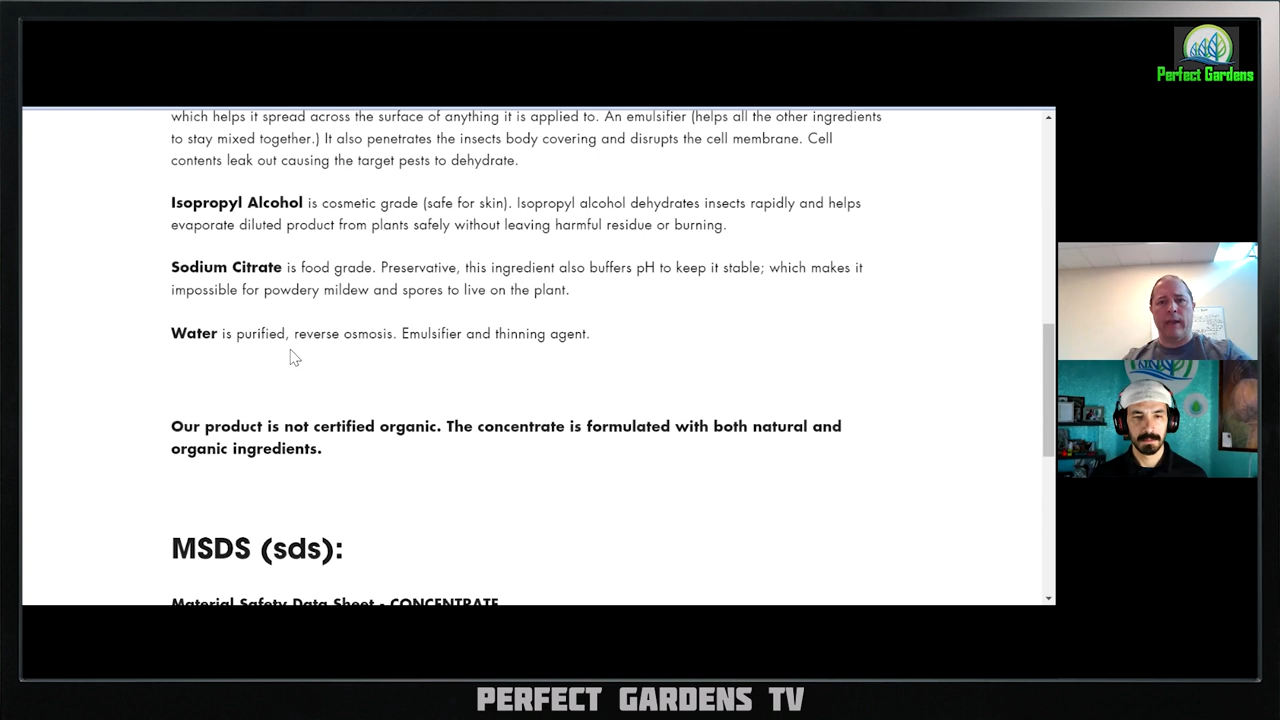 Perfect Gardens
which helps it spread across the surface of anything it is applied to. An emulsifier (helps all the other ingredients
to stay mixed together.) It also penetrates the insects body covering and disrupts the cell membrane. Cell
contents leak out causing the target pests to dehydrate.
Isopropyl Alcohol is cosmetic grade (safe for skin). Isopropyl alcohol dehydrates insects rapidly and helps
evaporate diluted product from plants safely without leaving harmful residue or burning.
Sodium Citrate is food grade. Preservative, this ingredient also buffers pH to keep it stable; which makes it
impossible for powdery mildew and spores to live on the plant.
Water is purified, reverse osmosis. Emulsifier and thinning agent.
Our product is not certified organic. The concentrate is formulated with both natural and
organic ingredients.
MSDS (sds):
Material Safety Data Sheet - CONCENTRATE
PERFECT GARDENS TV